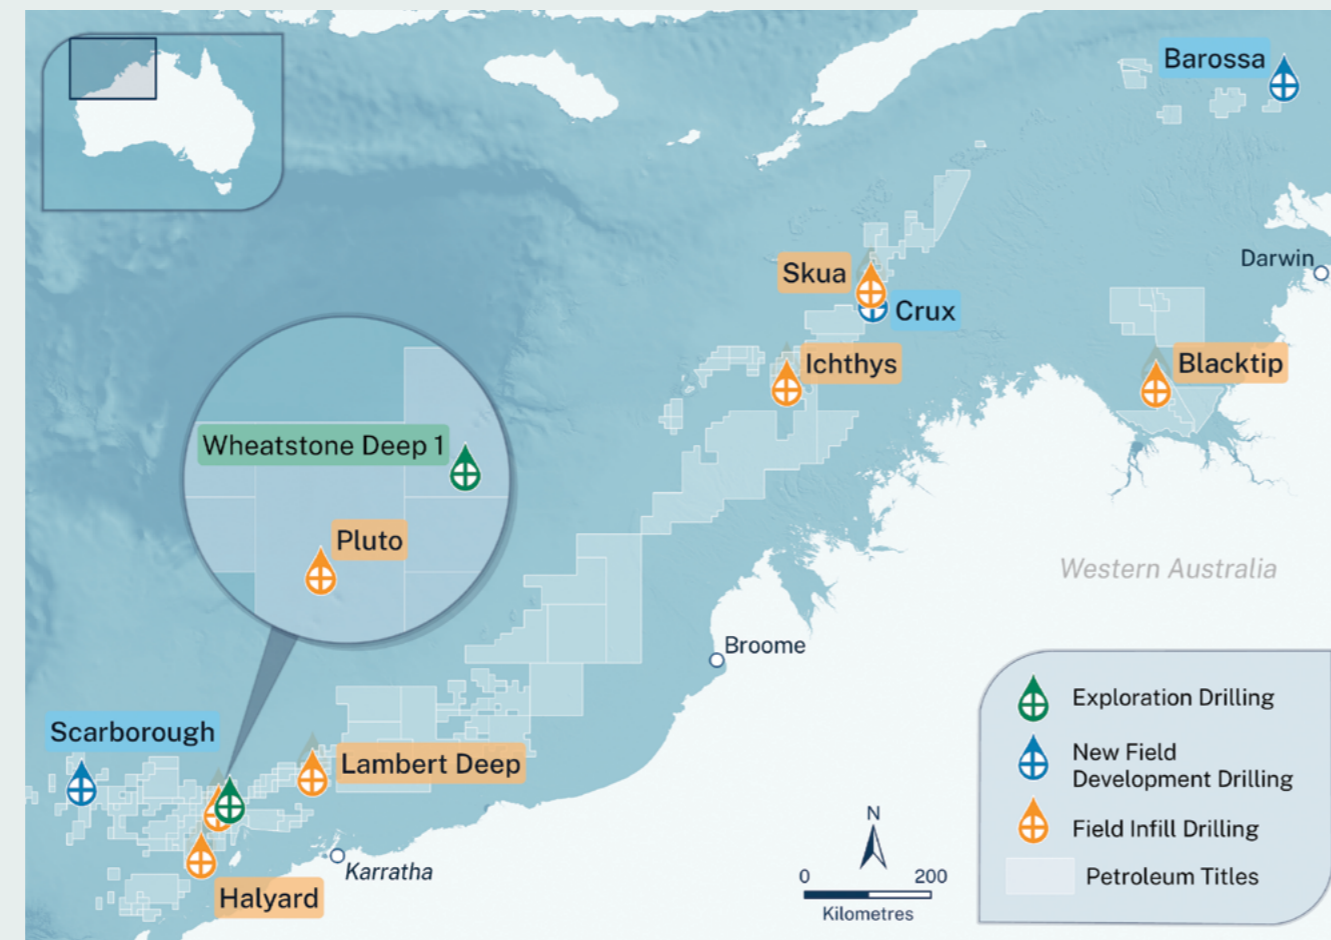 Barossa
Darwin
Skua
Crux
Ichthys
Blacktip
Wheatstone Deep 1
Pluto
Western Australia
Broome
Scarborough
Lambert Deep
Karratha
Halyard
N
0 200
Kilometres
Exploration Drilling
New Field
Development Drilling
Field Infill Drilling
Petroleum Titles